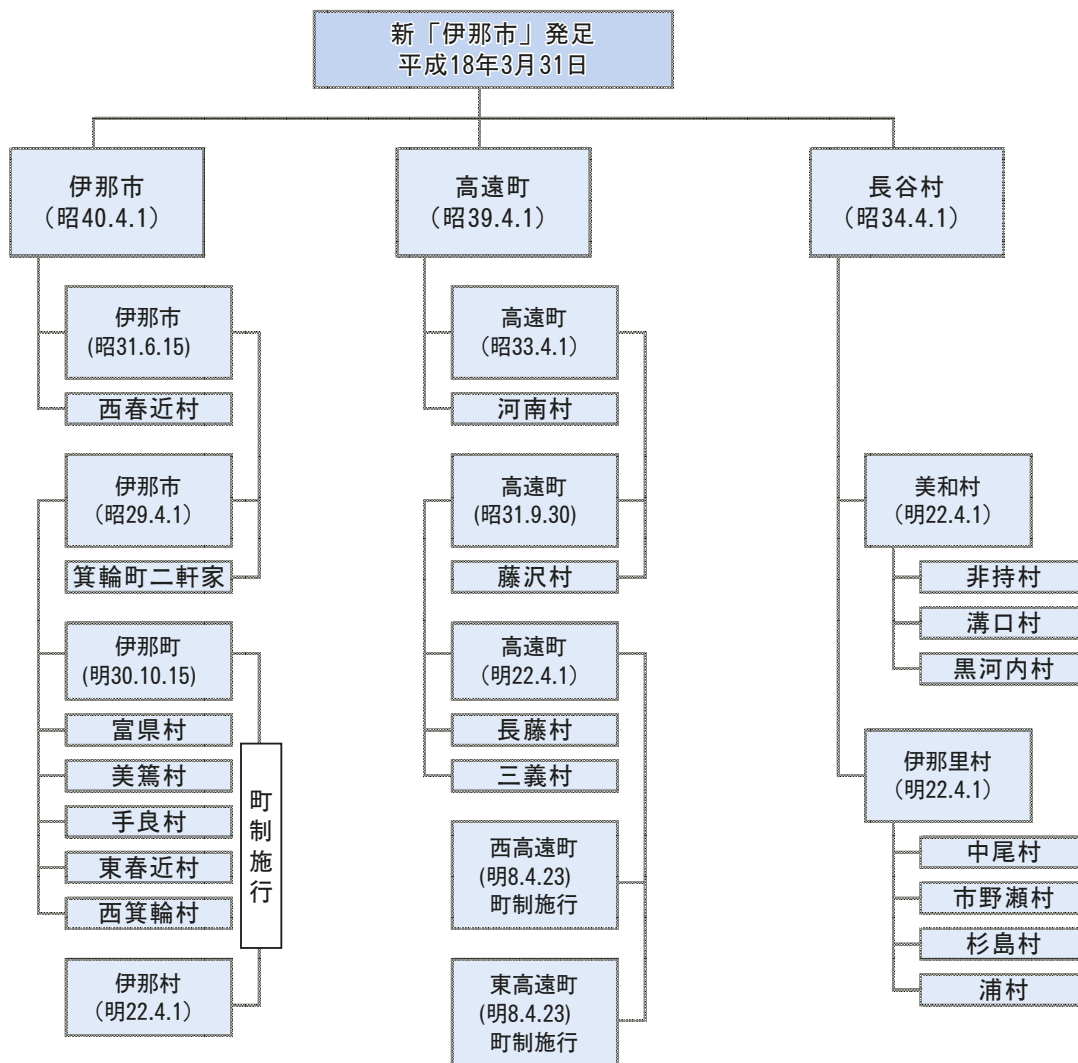 新「伊那市」発足
平成18年3月31日
伊那市
（昭40.4.1）
伊那市
(昭31.6.15)
西春近村
伊那市
（昭29.4.1）
箕輪町二軒家
伊那町
(明30.10.15)
富県村
美篶村
手良村
東春近村
西箕輪村
町制施行
伊那村
（明22.4.1）
高遠町
（昭39.4.1）
高遠町
（昭33.4.1）
河南村
高遠町
(昭31.9.30)
藤沢村
高遠町
（明22.4.1）
長藤村
三義村
西高遠町
(明8.4.23)
町制施行
東高遠町
(明8.4.23)
町制施行
長谷村
（昭34.4.1）
美和村
（明22.4.1）
非持村
溝口村
黒河内村
伊那里村
（明22.4.1）
中尾村
市野瀬村
杉島村
浦村